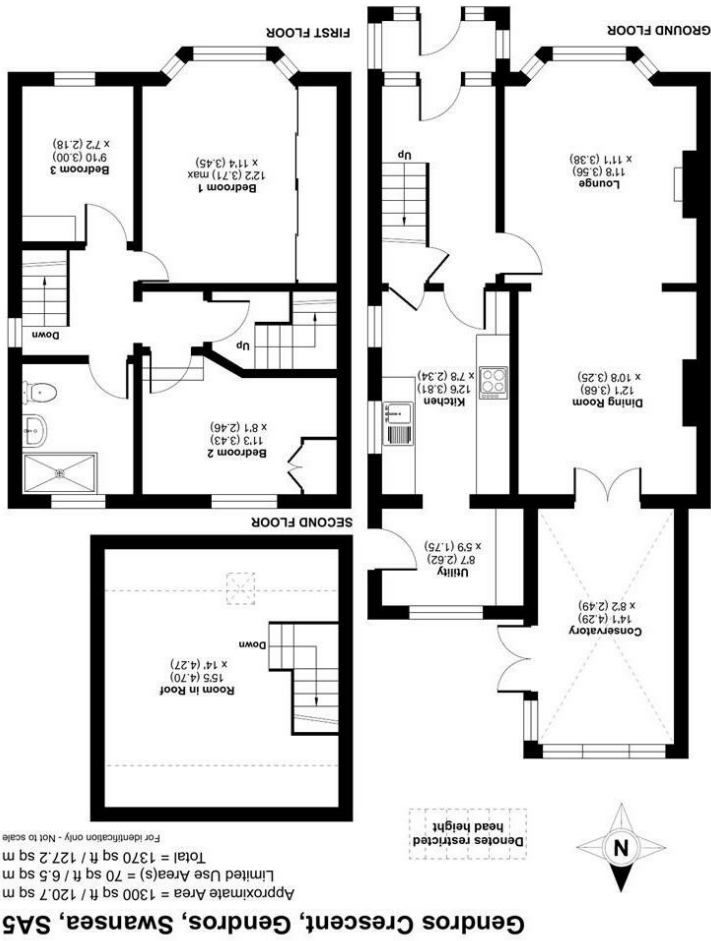 Gendros Crescent, Gendros, Swansea, SA5
Approximate Area = 1300 sq ft / 120.7 sq m
Limited Use Area(s) = 70 sq ft / 6.5 sq m
Total = 1370 sq ft / 127.2 sq m
For identification only - Not to scale
N
Denotes restricted
head height
Conservatory
14'1 (4.29)
x 8'2 (2.49)
Utility
8'7 (2.62)
x 5'9 (1.75)
Dining Room
12'1 (3.68)
x 10'8 (3.25)
Kitchen
12'6 (3.81)
x 7'8 (2.34)
Lounge
11'8 (3.56)
x 11'1 (3.38)
Up
GROUND FLOOR
Down
Room in Roof
15'5 (4.70)
x 14' (4.27)
SECOND FLOOR
Bedroom 2
11'3 (3.43)
x 8'1 (2.46)
Up
Down
Bedroom 1
12'2 (3.71) max
x 11'4 (3.45)
Bedroom 3
9'10 (3.00)
x 7'2 (2.18)
FIRST FLOOR